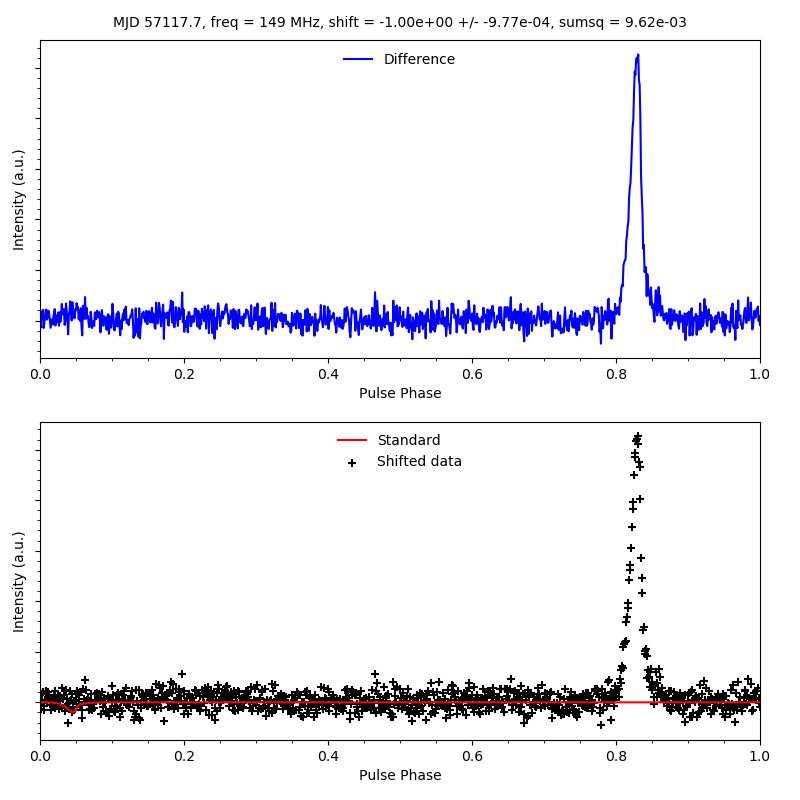 MJD 57117.7, freq = 149 MHz, shift = -1.00e+00 +/- -9.77e-04, sumsq = 9.62e-03
Difference
Intensity (a.u.)
0.0 0.2 0.4 0.6 0.8 1.0
Pulse Phase
Standard
Shifted data
Intensity (a.u.)
0.0 0.2 0.4 0.6 0.8 1.0
Pulse Phase